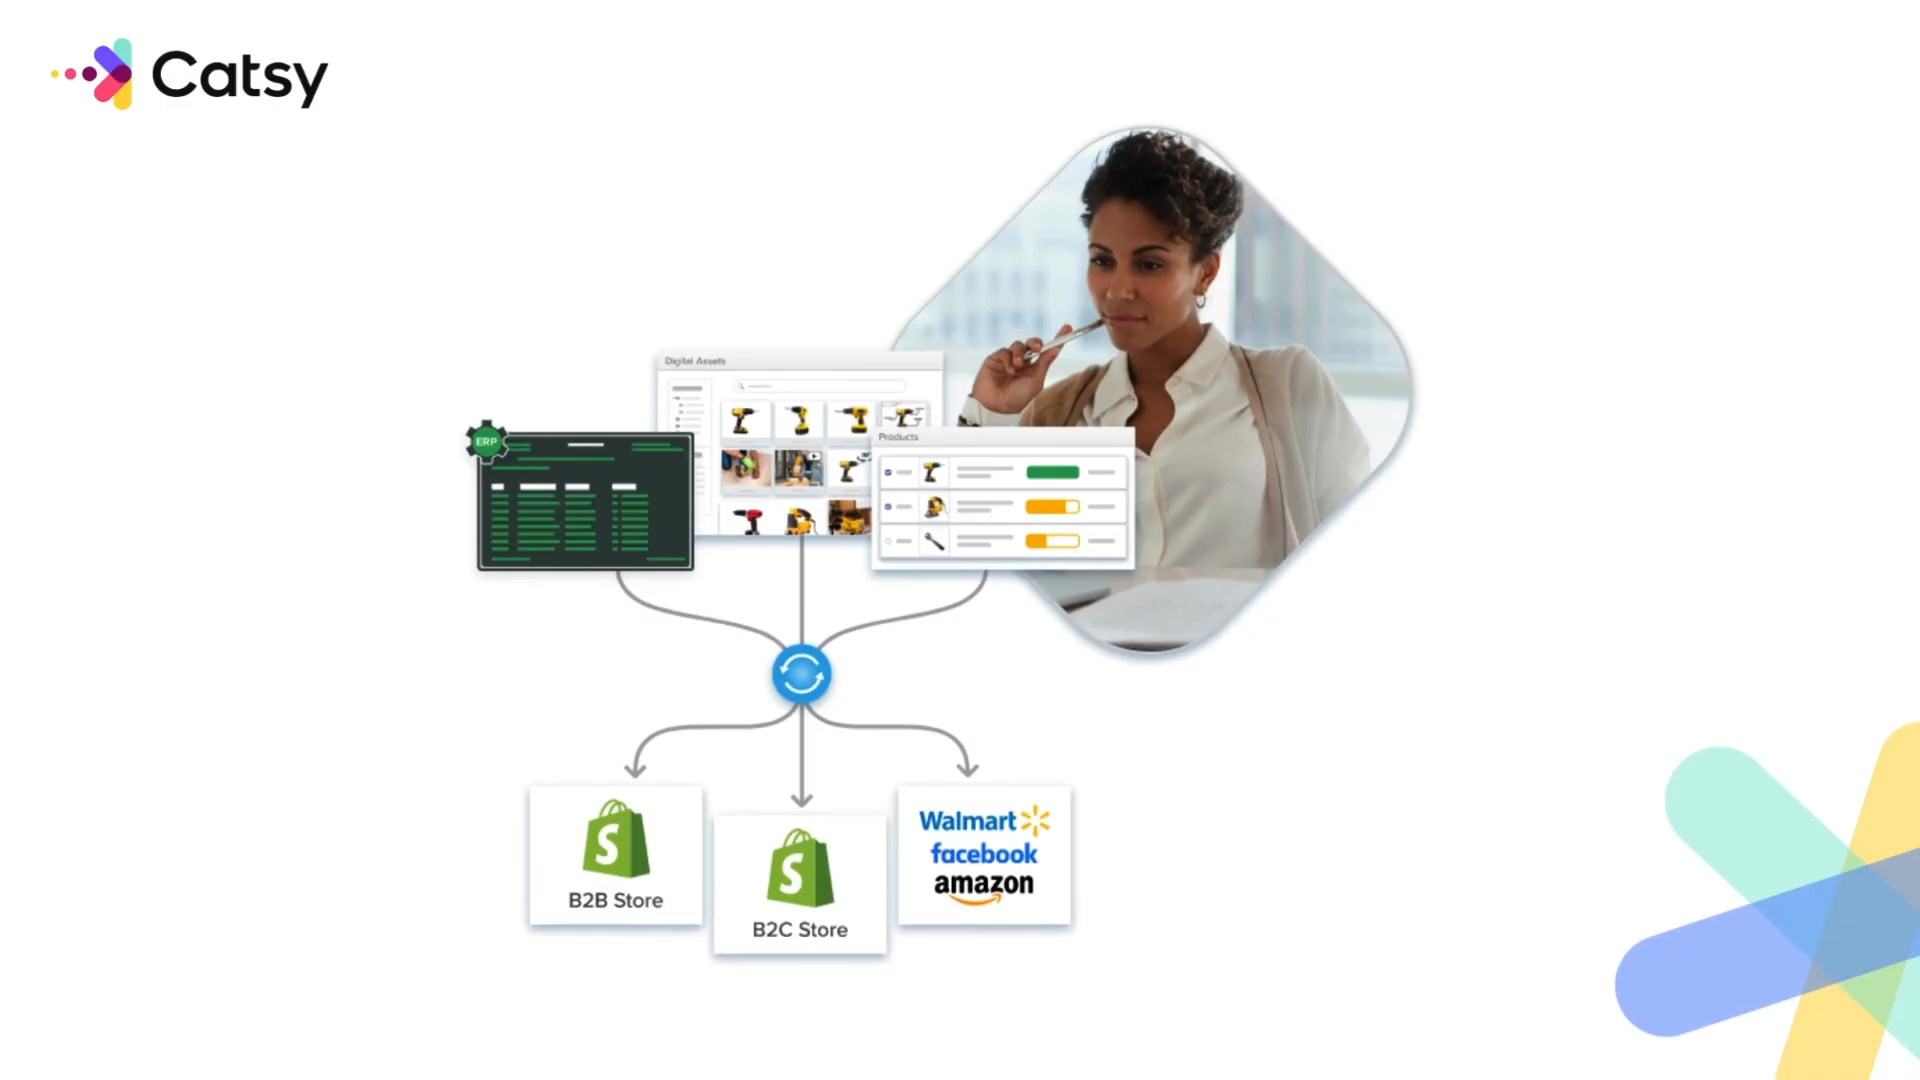 Catsy
Digital Assets
ERP
Products
B2B Store
B2C Store
Walmart
facebook
amazon